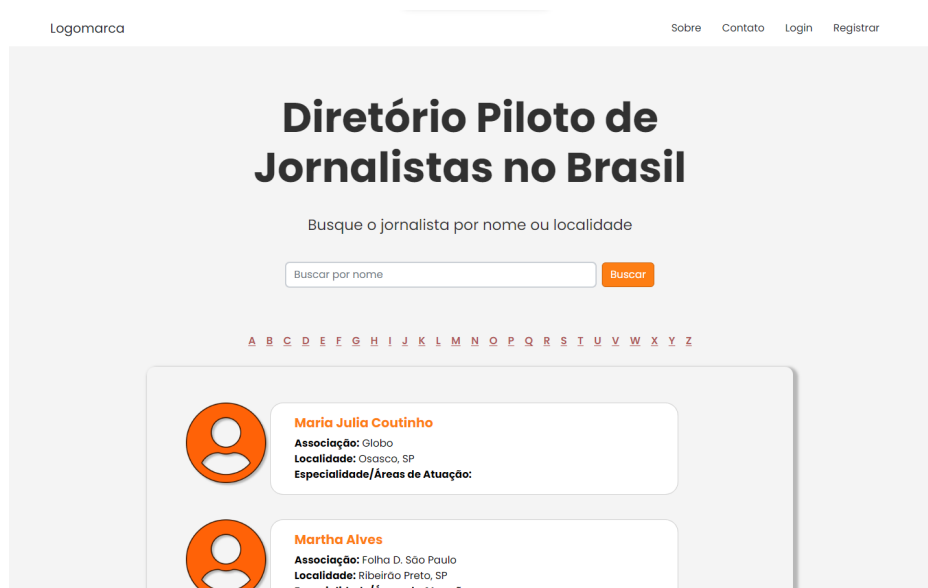 Logomarca
Sobre Contato Login Registrar
Diretório Piloto de
Jornalistas no Brasil
Busque o jornalista por nome ou localidade
Buscar por nome Buscar
A B C D E F G H I J K L M N O P Q R S T U V W X Y Z
Maria Julia Coutinho
Associação: Globo
Localidade: Osasco, SP
Especialidade/Áreas de Atuação:
Martha Alves
Associação: Folha D. São Paulo
Localidade: Ribeirão Preto, SP